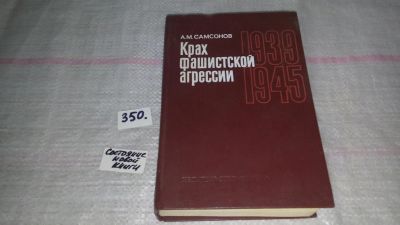 А.М. САМСОНОВ
Крах
фашистской
агрессии
1939
1945
350.
Состояние
новой
книги